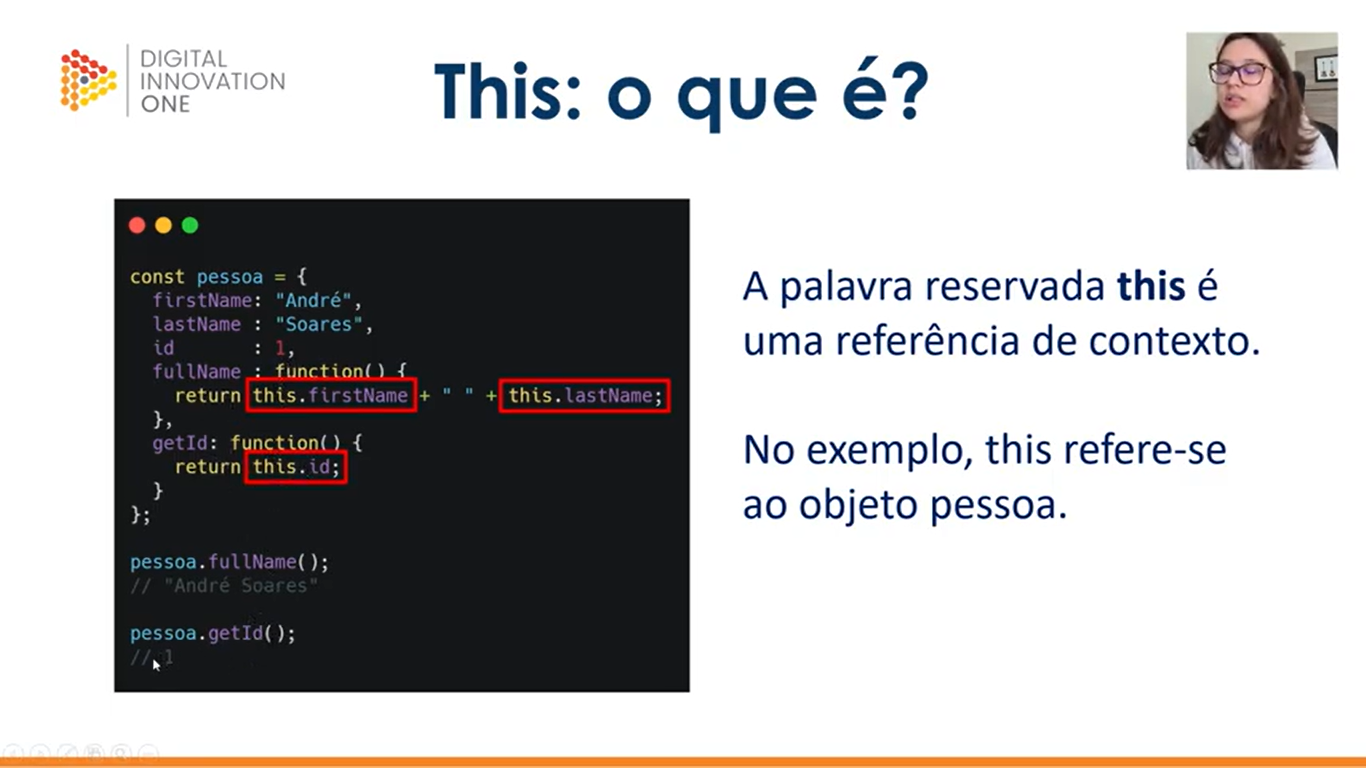 DIGITAL
INNOVATION
ONE
This: o que é?
const pessoa = {
  firstName: "André",
  lastName : "Soares",
  id       : 1,
  fullName : function() {
    return this.firstName + " " + this.lastName;
  },
  getId: function() {
    return this.id;
  }
};
pessoa.fullName();
// "André Soares"
pessoa.getId();
// 1
A palavra reservada this é
uma referência de contexto.
No exemplo, this refere-se
ao objeto pessoa.